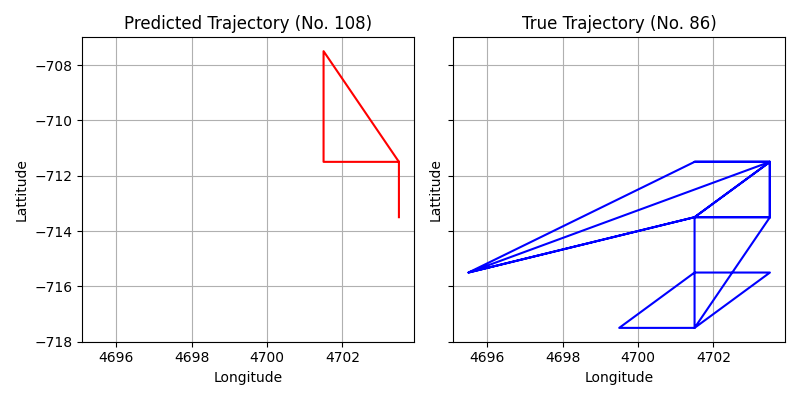 Predicted Trajectory (No. 108)
True Trajectory (No. 86)
Lattitude
−708
−710
−712
−714
−716
−718
4696
4698
4700
4702
Longitude
Lattitude
4696
4698
4700
4702
Longitude